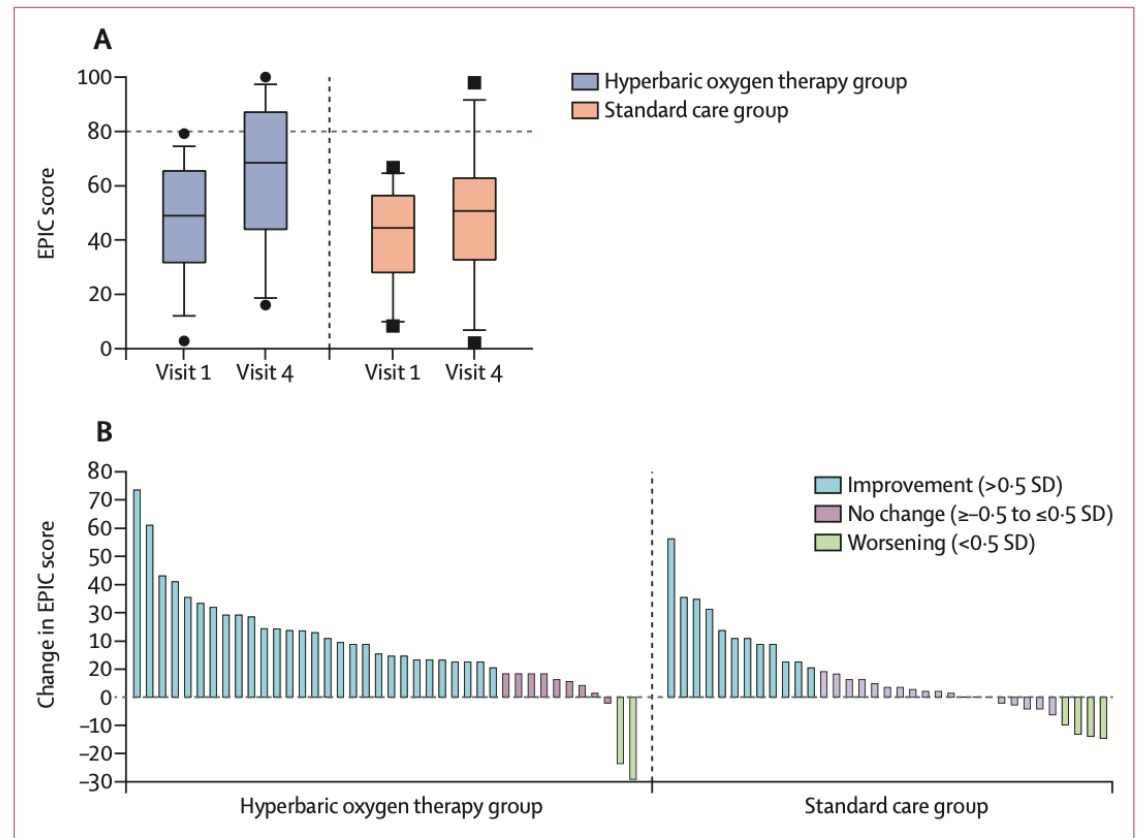 A
100
80
60
40
20
0
EPIC score
Visit 1
Visit 4
Visit 1
Visit 4
Hyperbaric oxygen therapy group
Standard care group
B
80
70
60
50
40
30
10
20
0
–10
–20
–30
Change in EPIC score
Improvement (>0·5 SD)
No change (≥–0·5 to ≤0·5 SD)
Worsening (<0·5 SD)
Hyperbaric oxygen therapy group
Standard care group